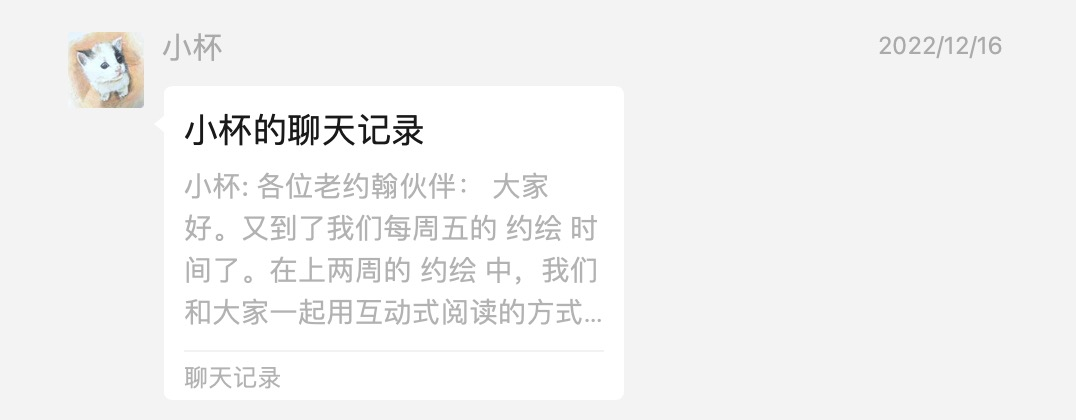 小杯
2022/12/16
小杯的聊天记录
小杯: 各位老约翰伙伴： 大家
好。又到了我们每周五的 约绘 时
间了。在上两周的 约绘 中，我们
和大家一起用互动式阅读的方式...
聊天记录